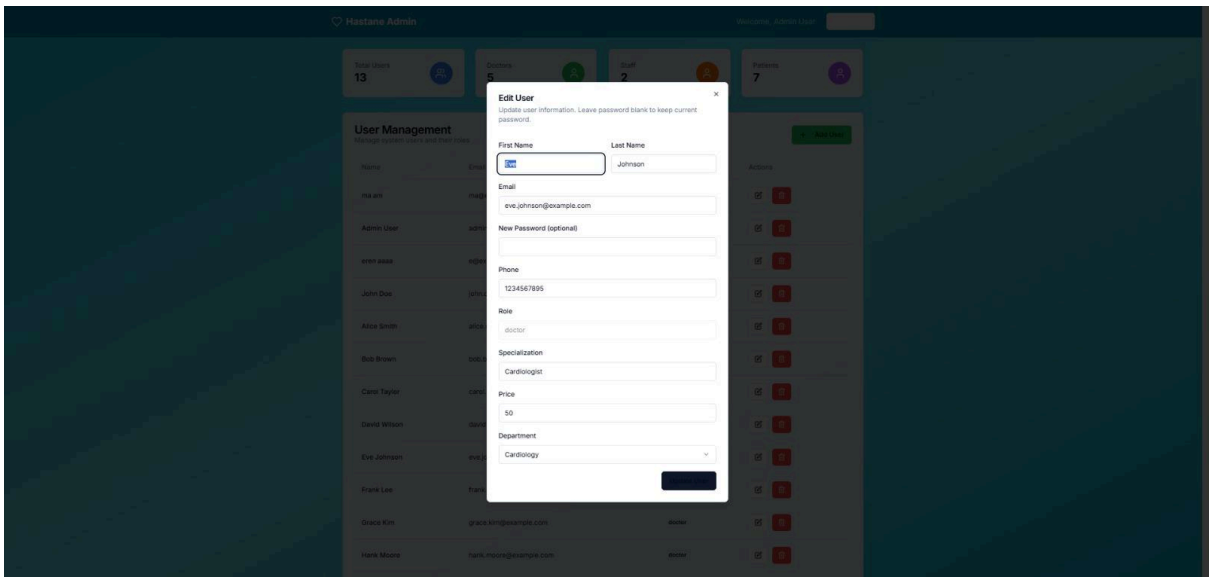 Hastane Admin
Welcome, Admin User
Total Users
13
Doctors
5
Staff
2
Patients
7
User Management
Manage system users and their roles
Add User
Name
Email
Actions
Admin User
John Doe
Alice Smith
Bob Brown
Carol Taylor
David Wilson
Eve Johnson
Frank Lee
Grace Kim
grace.kim@example.com
doctor
Hank Moore
hank.moore@example.com
doctor
Edit User
Update user information. Leave password blank to keep current
password.
First Name
Last Name
Eve
Johnson
Email
eve.johnson@example.com
New Password (optional)
Phone
1234567895
Role
doctor
Specialization
Cardiologist
Price
50
Department
Cardiology
Update User